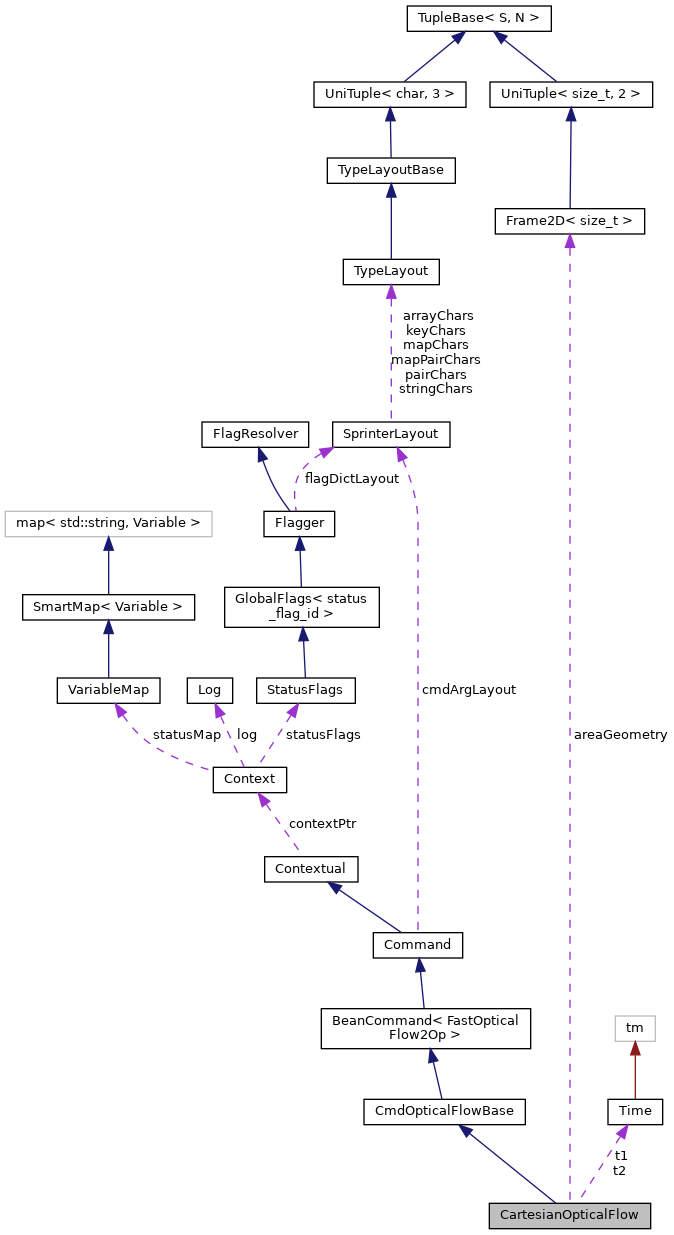 TupleBase< S, N >
UniTuple< char, 3 >
UniTuple< size_t, 2 >
TypeLayoutBase
Frame2D< size_t >
TypeLayout
arrayChars
keyChars
mapChars
mapPairChars
pairChars
stringChars
FlagResolver
SprinterLayout
flagDictLayout
map< std::string, Variable >
Flagger
SmartMap< Variable >
GlobalFlags< status
_flag_id >
VariableMap
Log
StatusFlags
cmdArgLayout
statusMap
log
statusFlags
areaGeometry
Context
contextPtr
Contextual
Command
BeanCommand< FastOptical
Flow2Op >
tm
CmdOpticalFlowBase
Time
t1
t2
CartesianOpticalFlow